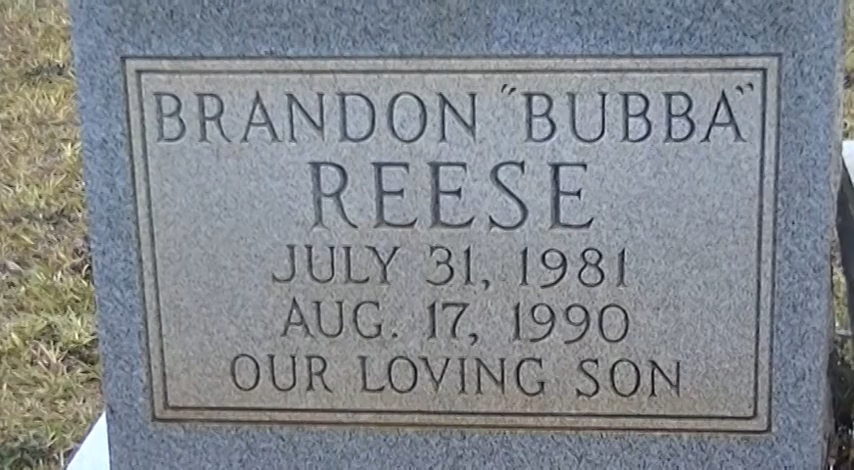 BRANDON "BUBBA"
REESE
JULY 31, 1981
AUG. 17, 1990
OUR LOVING SON